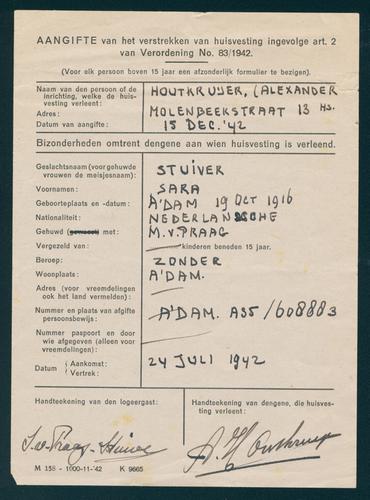 AANGIFTE van het verstrekken van huisvesting ingevolge art. 2
van Verordening No. 83/1942.
(Voor elk persoon boven 15 jaar een afzonderlijk formulier te bezigen.)
Naam van den persoon of de inrichting, welke de huisvesting verleent: HOUTKRUIJER, (ALEXANDER
Adres: MOLENBEEKSTRAAT 13 HS.
Datum van aangifte: 15 DEC. '42
Bizonderheden omtrent dengene aan wien huisvesting is verleend.
Geslachtsnaam (voor gehuwde vrouwen de meisjesnaam): STUIVER
Voornamen: SARA
Geboorteplaats en -datum: A'DAM 19 OCT 1916
Nationaliteit: NEDERLANDSCHE
Gehuwd (geweest) met: M.v.PRAAG
Vergezeld van: kinderen beneden 15 jaar.
Beroep: ZONDER
Woonplaats: A'DAM.
Adres (voor vreemdelingen ook het land vermelden):
Nummer en plaats van afgifte persoonsbewijs: A'DAM. A35/608883
Nummer paspoort en door wie afgegeven (alleen voor vreemdelingen):
Datum { Aankomst: 24 JULI 1942
Vertrek:
Handteekening van den logeergast:
Handteekening van dengene, die huisvesting verleent:
S. v. Praag-
M 158 - 1000-11-'42 K 9665